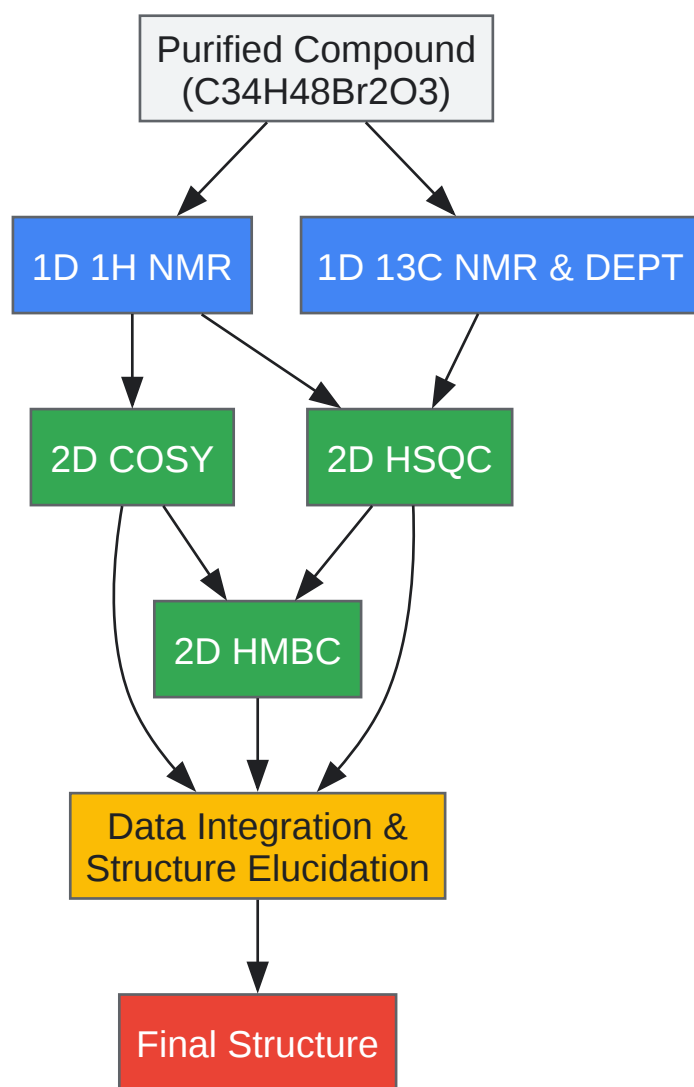 Purified Compound
(C34H48Br2O3)
1D 1H NMR
1D 13C NMR & DEPT
2D COSY
2D HSQC
2D HMBC
Data Integration &
Structure Elucidation
Final Structure